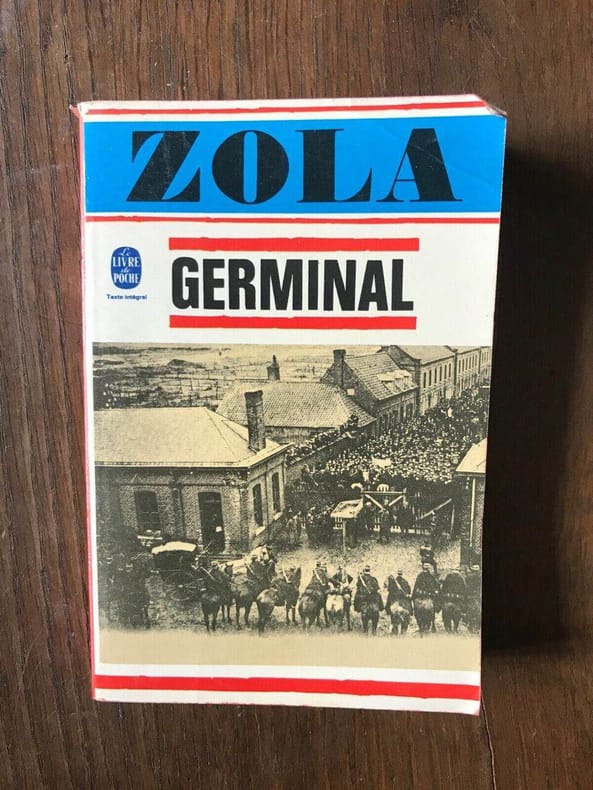 ZOLA
Le
LIVRE
de
POCHE
Texte intégral
GERMINAL